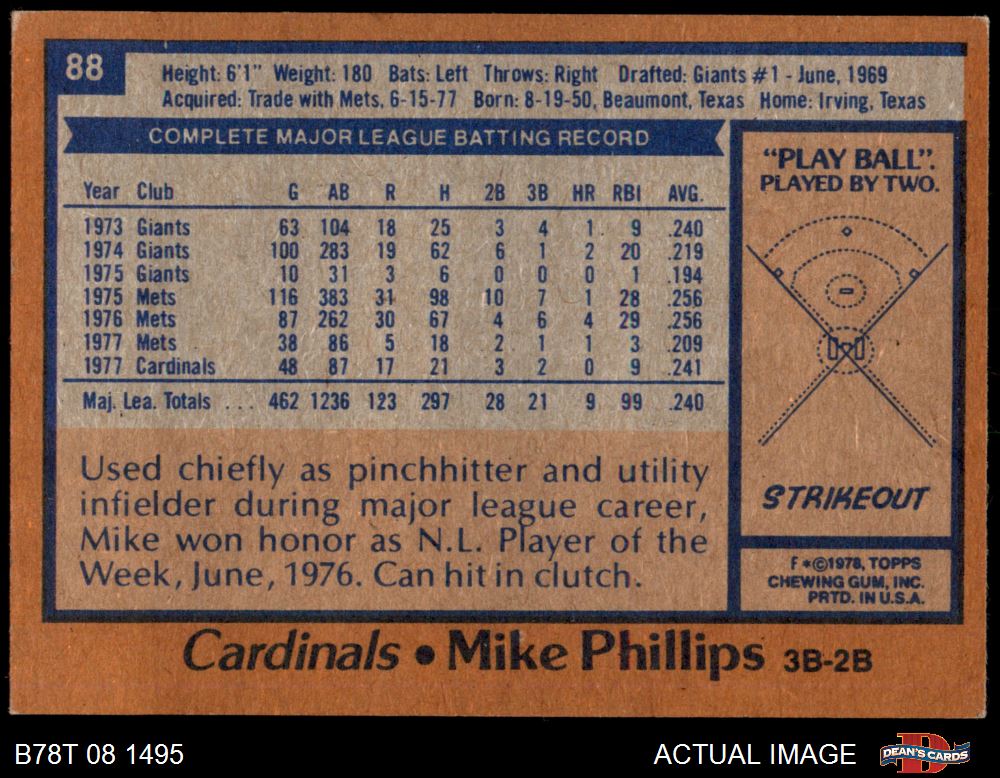 88
Height: 6'1" Weight: 180 Bats: Left Throws: Right Drafted: Giants #1 - June, 1969
Acquired: Trade with Mets, 6-15-77 Born: 8-19-50, Beaumont, Texas Home: Irving, Texas
COMPLETE MAJOR LEAGUE BATTING RECORD
Year Club G AB R H 2B 3B HR RBI AVG.
1973 Giants 63 104 18 25 3 4 1 9 .240
1974 Giants 100 283 19 62 6 1 2 20 .219
1975 Giants 10 31 3 6 0 0 0 1 .194
1975 Mets 116 383 31 98 10 7 1 28 .256
1976 Mets 87 262 30 67 4 6 4 29 .256
1977 Mets 38 86 5 18 2 1 1 3 .209
1977 Cardinals 48 87 17 21 3 2 0 9 .241
Maj. Lea. Totals ... 462 1236 123 297 28 21 9 99 .240
Used chiefly as pinchhitter and utility
infielder during major league career,
Mike won honor as N.L. Player of the
Week, June, 1976. Can hit in clutch.
"PLAY BALL".
PLAYED BY TWO.
STRIKEOUT
F *©1978, TOPPS
CHEWING GUM, INC.
PRTD. IN U.S.A.
Cardinals • Mike Phillips 3B-2B
B78T 08 1495
ACTUAL IMAGE
D
DEAN'S CARDS